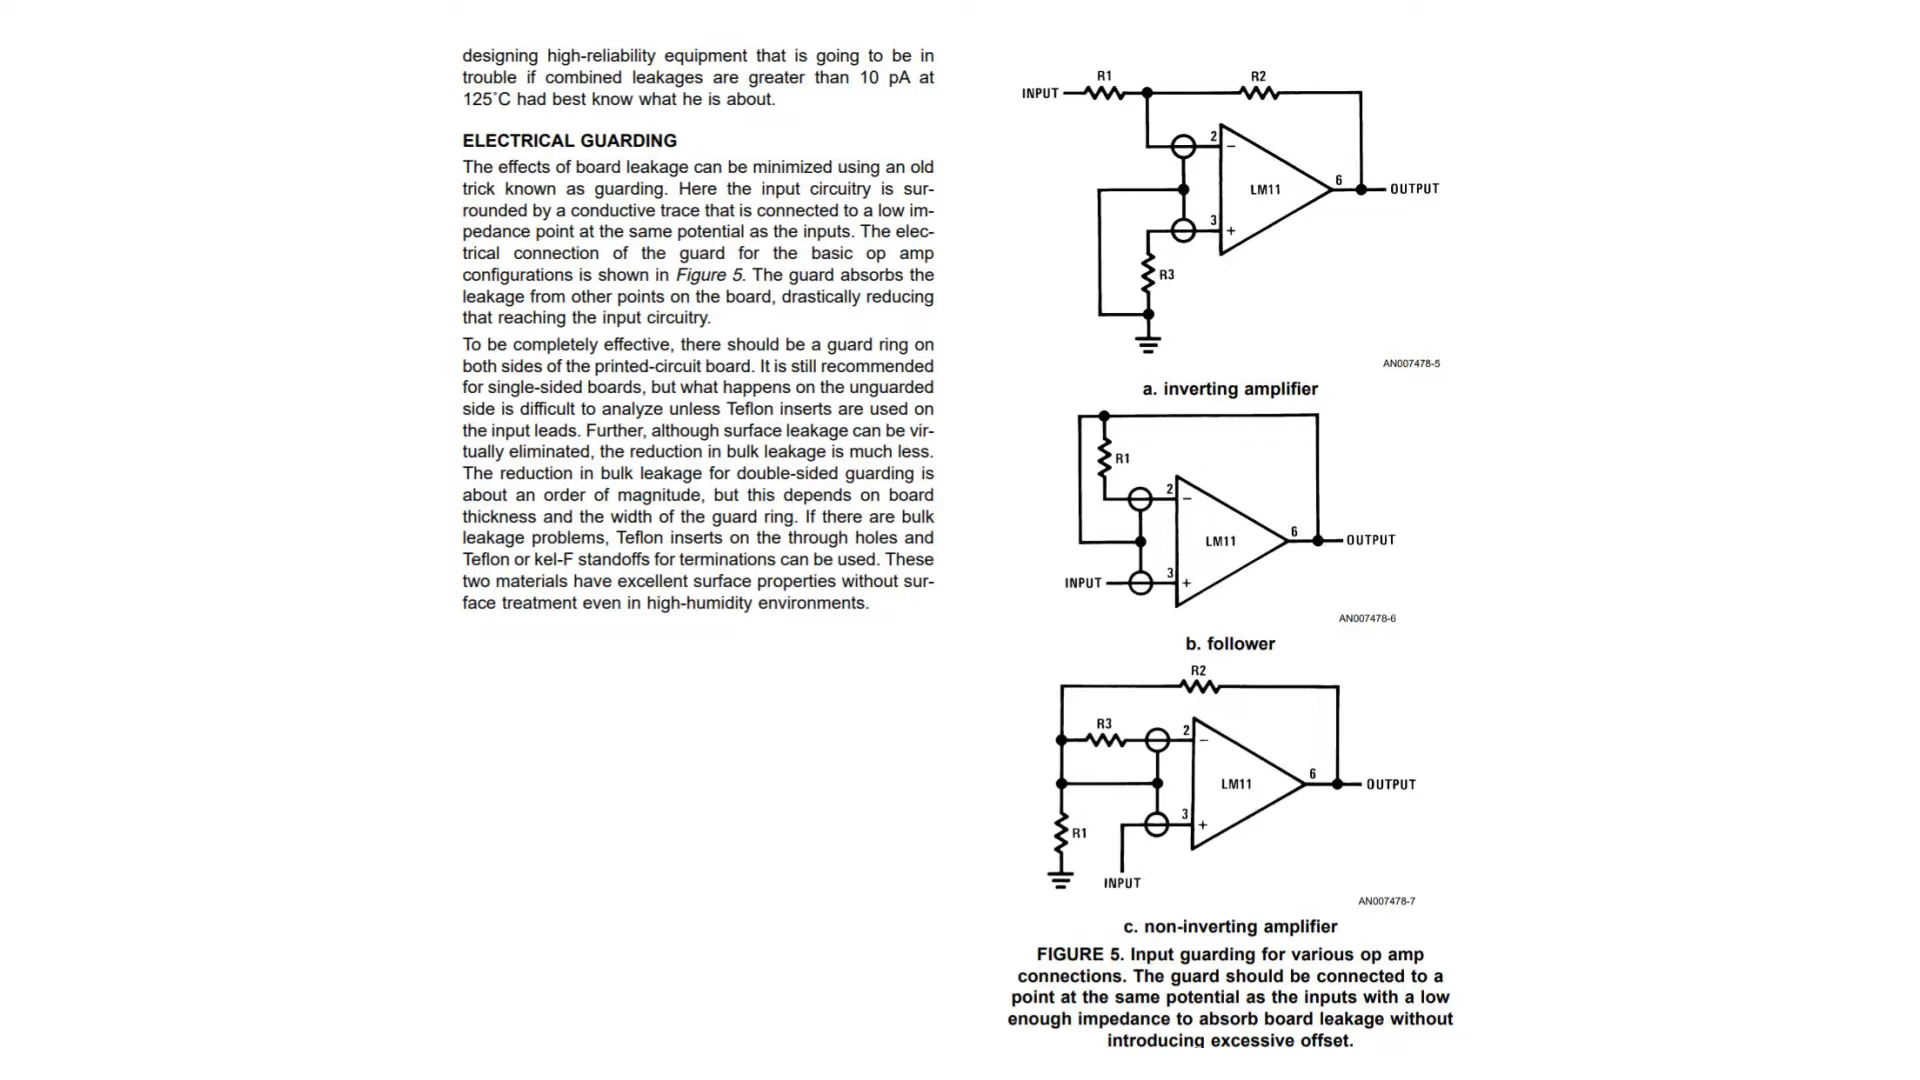 designing high-reliability equipment that is going to be in
trouble if combined leakages are greater than 10 pA at
125˚C had best know what he is about.
ELECTRICAL GUARDING
The effects of board leakage can be minimized using an old
trick known as guarding. Here the input circuitry is sur-
rounded by a conductive trace that is connected to a low im-
pedance point at the same potential as the inputs. The elec-
trical connection of the guard for the basic op amp
configurations is shown in Figure 5. The guard absorbs the
leakage from other points on the board, drastically reducing
that reaching the input circuitry.
To be completely effective, there should be a guard ring on
both sides of the printed-circuit board. It is still recommended
for single-sided boards, but what happens on the unguarded
side is difficult to analyze unless Teflon inserts are used on
the input leads. Further, although surface leakage can be vir-
tually eliminated, the reduction in bulk leakage is much less.
The reduction in bulk leakage for double-sided guarding is
about an order of magnitude, but this depends on board
thickness and the width of the guard ring. If there are bulk
leakage problems, Teflon inserts on the through holes and
Teflon or kel-F standoffs for terminations can be used. These
two materials have excellent surface properties without sur-
face treatment even in high-humidity environments.
R1 R2
INPUT
2
−
LM11 6 OUTPUT
3
+
R3
AN007478-5
a. inverting amplifier
R1
2
−
LM11 6 OUTPUT
INPUT 3
+
AN007478-6
b. follower
R2
R3 2
−
LM11 6 OUTPUT
3
+
R1
INPUT
AN007478-7
c. non-inverting amplifier
FIGURE 5. Input guarding for various op amp
connections. The guard should be connected to a
point at the same potential as the inputs with a low
enough impedance to absorb board leakage without
introducing excessive offset.